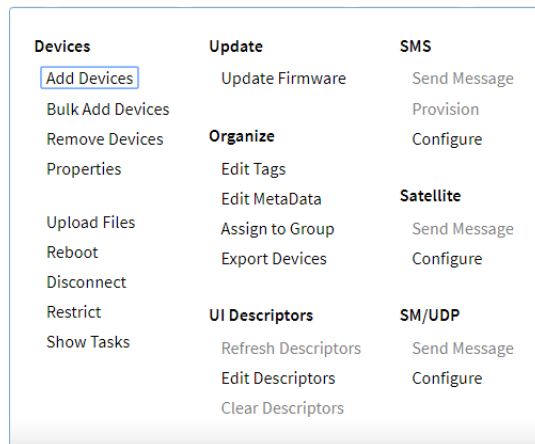 Devices
Add Devices
Bulk Add Devices
Remove Devices
Properties
Upload Files
Reboot
Disconnect
Restrict
Show Tasks
Update
Update Firmware
Organize
Edit Tags
Edit MetaData
Assign to Group
Export Devices
UI Descriptors
Refresh Descriptors
Edit Descriptors
Clear Descriptors
SMS
Send Message
Provision
Configure
Satellite
Send Message
Configure
SM/UDP
Send Message
Configure